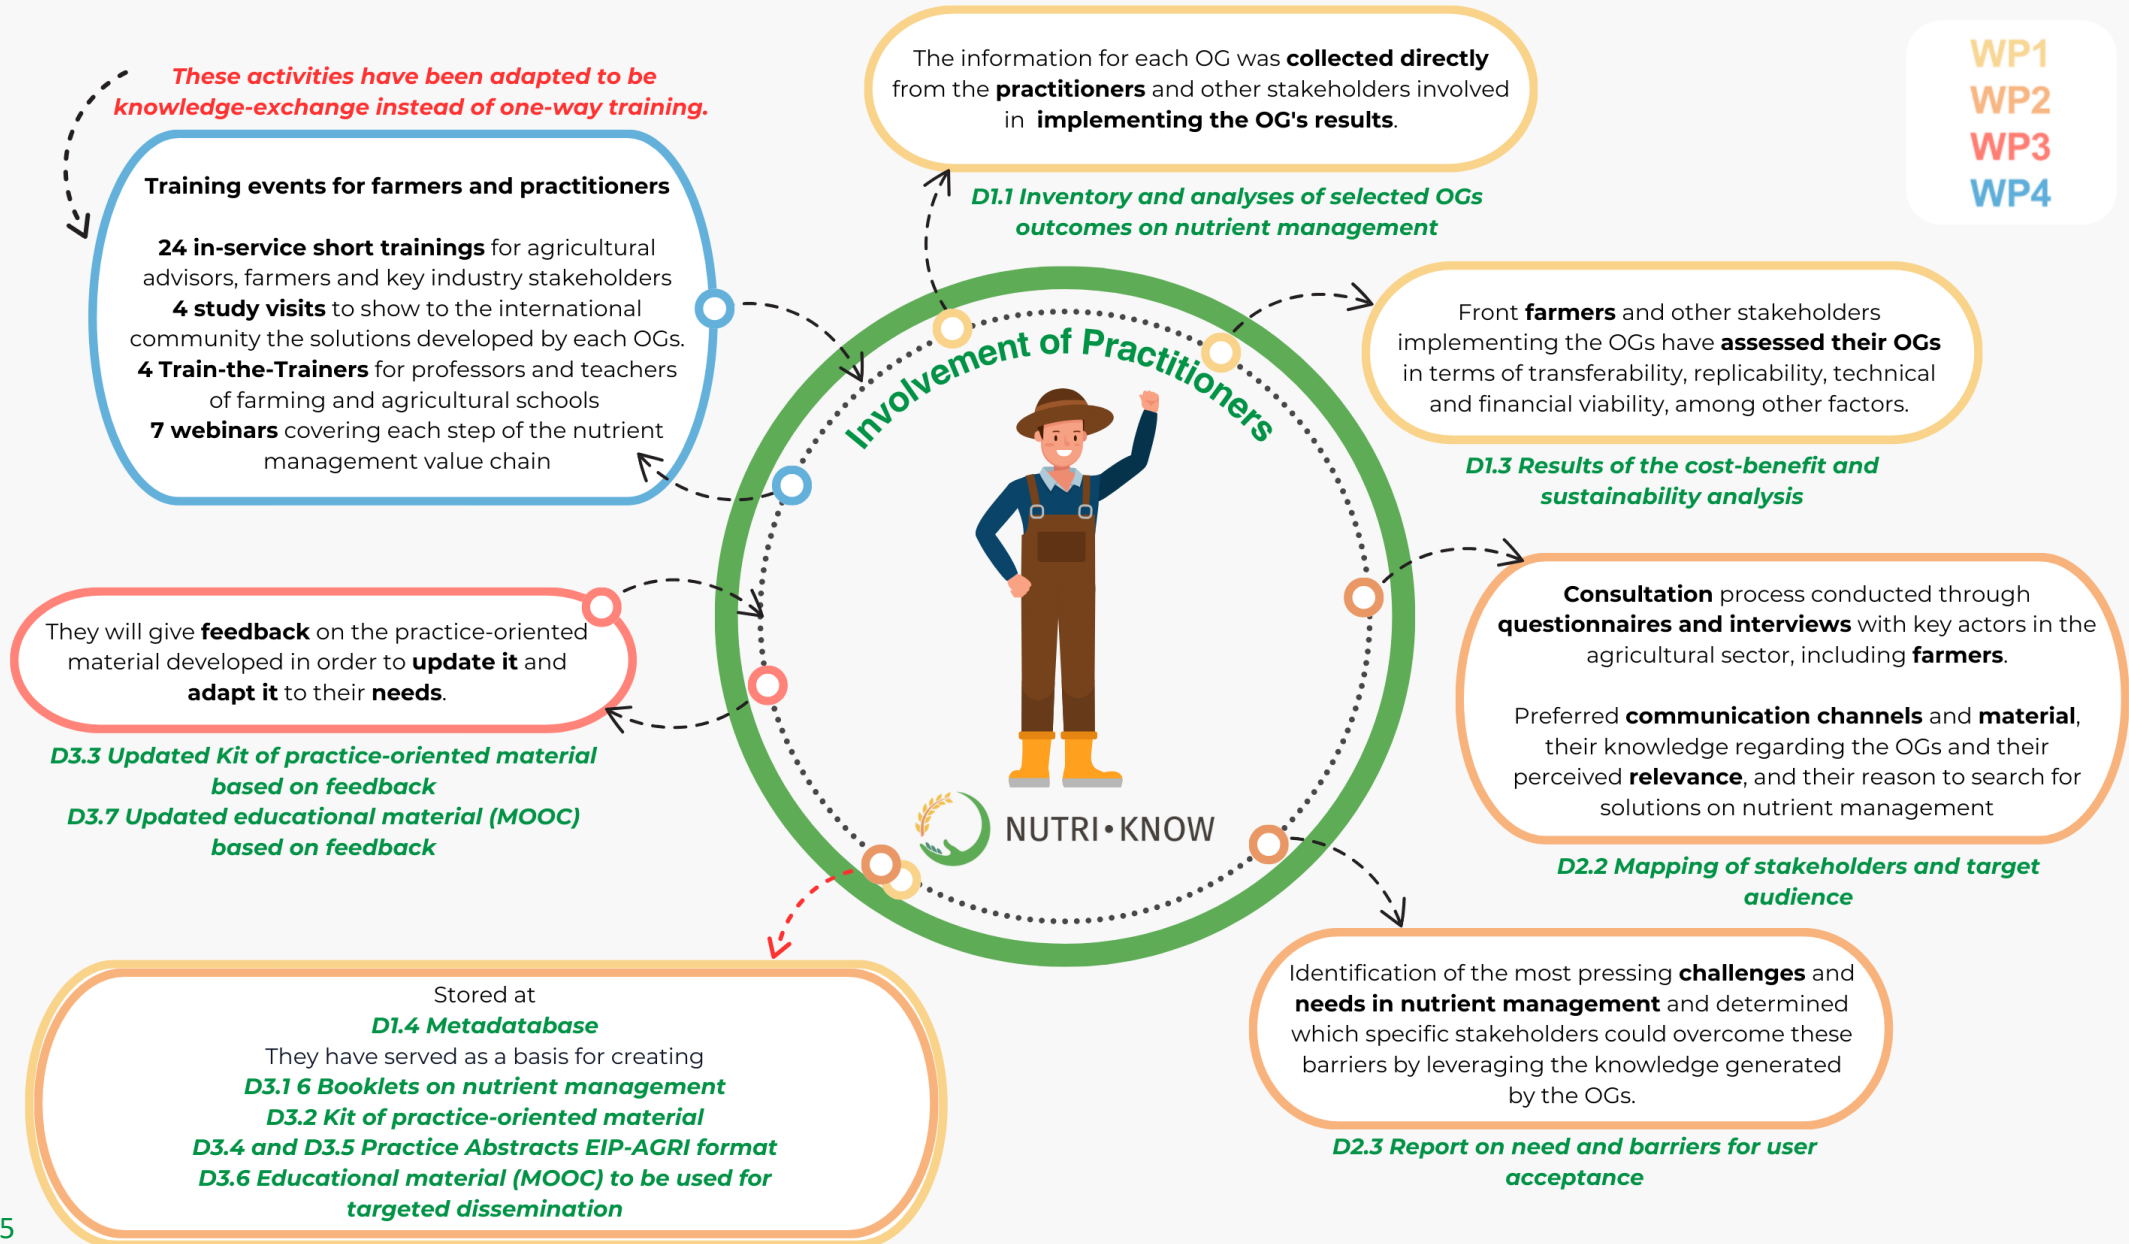 These activities have been adapted to be
knowledge-exchange instead of one-way training.
Training events for farmers and practitioners
24 in-service short trainings for agricultural
advisors, farmers and key industry stakeholders
4 study visits to show to the international
community the solutions developed by each OGs.
4 Train-the-Trainers for professors and teachers
of farming and agricultural schools
7 webinars covering each step of the nutrient
management value chain
The information for each OG was collected directly
from the practitioners and other stakeholders involved
in implementing the OG's results.
D1.1 Inventory and analyses of selected OGs
outcomes on nutrient management
WP1
WP2
WP3
WP4
Front farmers and other stakeholders
implementing the OGs have assessed their OGs
in terms of transferability, replicability, technical
and financial viability, among other factors.
D1.3 Results of the cost-benefit and
sustainability analysis
Involvement of Practitioners
NUTRI•KNOW
Consultation process conducted through
questionnaires and interviews with key actors in the
agricultural sector, including farmers.
Preferred communication channels and material,
their knowledge regarding the OGs and their
perceived relevance, and their reason to search for
solutions on nutrient management
D2.2 Mapping of stakeholders and target
audience
They will give feedback on the practice-oriented
material developed in order to update it and
adapt it to their needs.
D3.3 Updated Kit of practice-oriented material
based on feedback
D3.7 Updated educational material (MOOC)
based on feedback
Identification of the most pressing challenges and
needs in nutrient management and determined
which specific stakeholders could overcome these
barriers by leveraging the knowledge generated
by the OGs.
D2.3 Report on need and barriers for user
acceptance
Stored at
D1.4 Metadatabase
They have served as a basis for creating
D3.1 6 Booklets on nutrient management
D3.2 Kit of practice-oriented material
D3.4 and D3.5 Practice Abstracts EIP-AGRI format
D3.6 Educational material (MOOC) to be used for
targeted dissemination
5